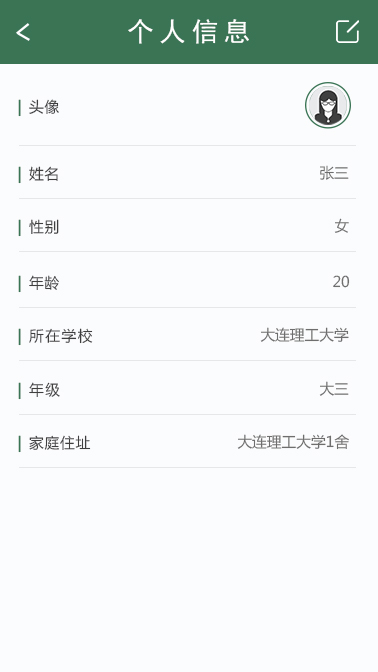 个人信息
头像
姓名 张三
性别 女
年龄 20
所在学校 大连理工大学
年级 大三
家庭住址 大连理工大学1舍